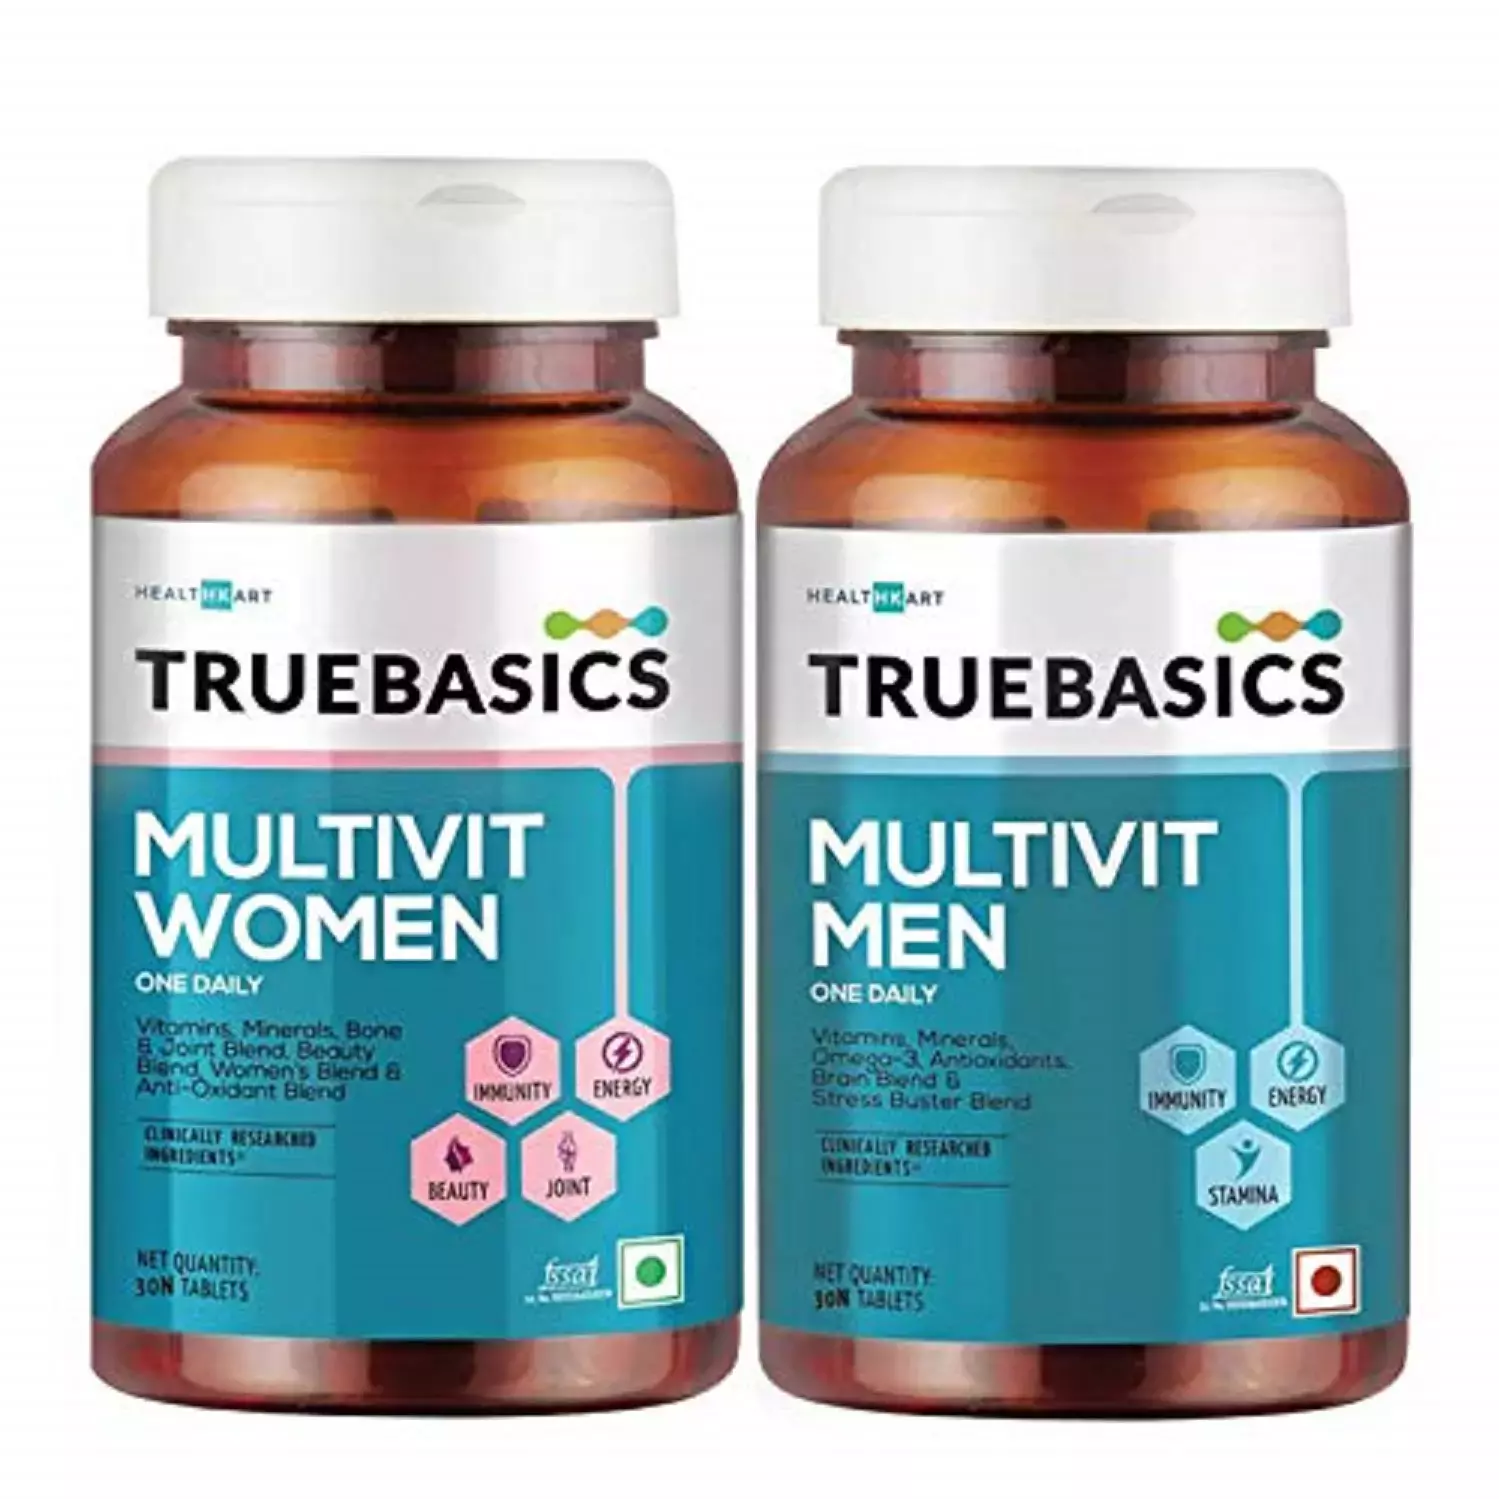 HEALTHKART
TRUEBASICS
MULTIVIT
WOMEN
ONE DAILY
Vitamins, Minerals, Bone
& Joint Blend, Beauty
Blend, Women's Blend &
Anti-Oxidant Blend
CLINICALLY RESEARCHED
INGREDIENTS*
IMMUNITY
ENERGY
BEAUTY
JOINT
NET QUANTITY:
30N TABLETS
fssai
HEALTHKART
TRUEBASICS
MULTIVIT
MEN
ONE DAILY
Vitamins, Minerals,
Omega-3, Antioxidants,
Brain Blend &
Stress Buster Blend
CLINICALLY RESEARCHED
INGREDIENTS*
IMMUNITY
ENERGY
STAMINA
NET QUANTITY:
30N TABLETS
fssai